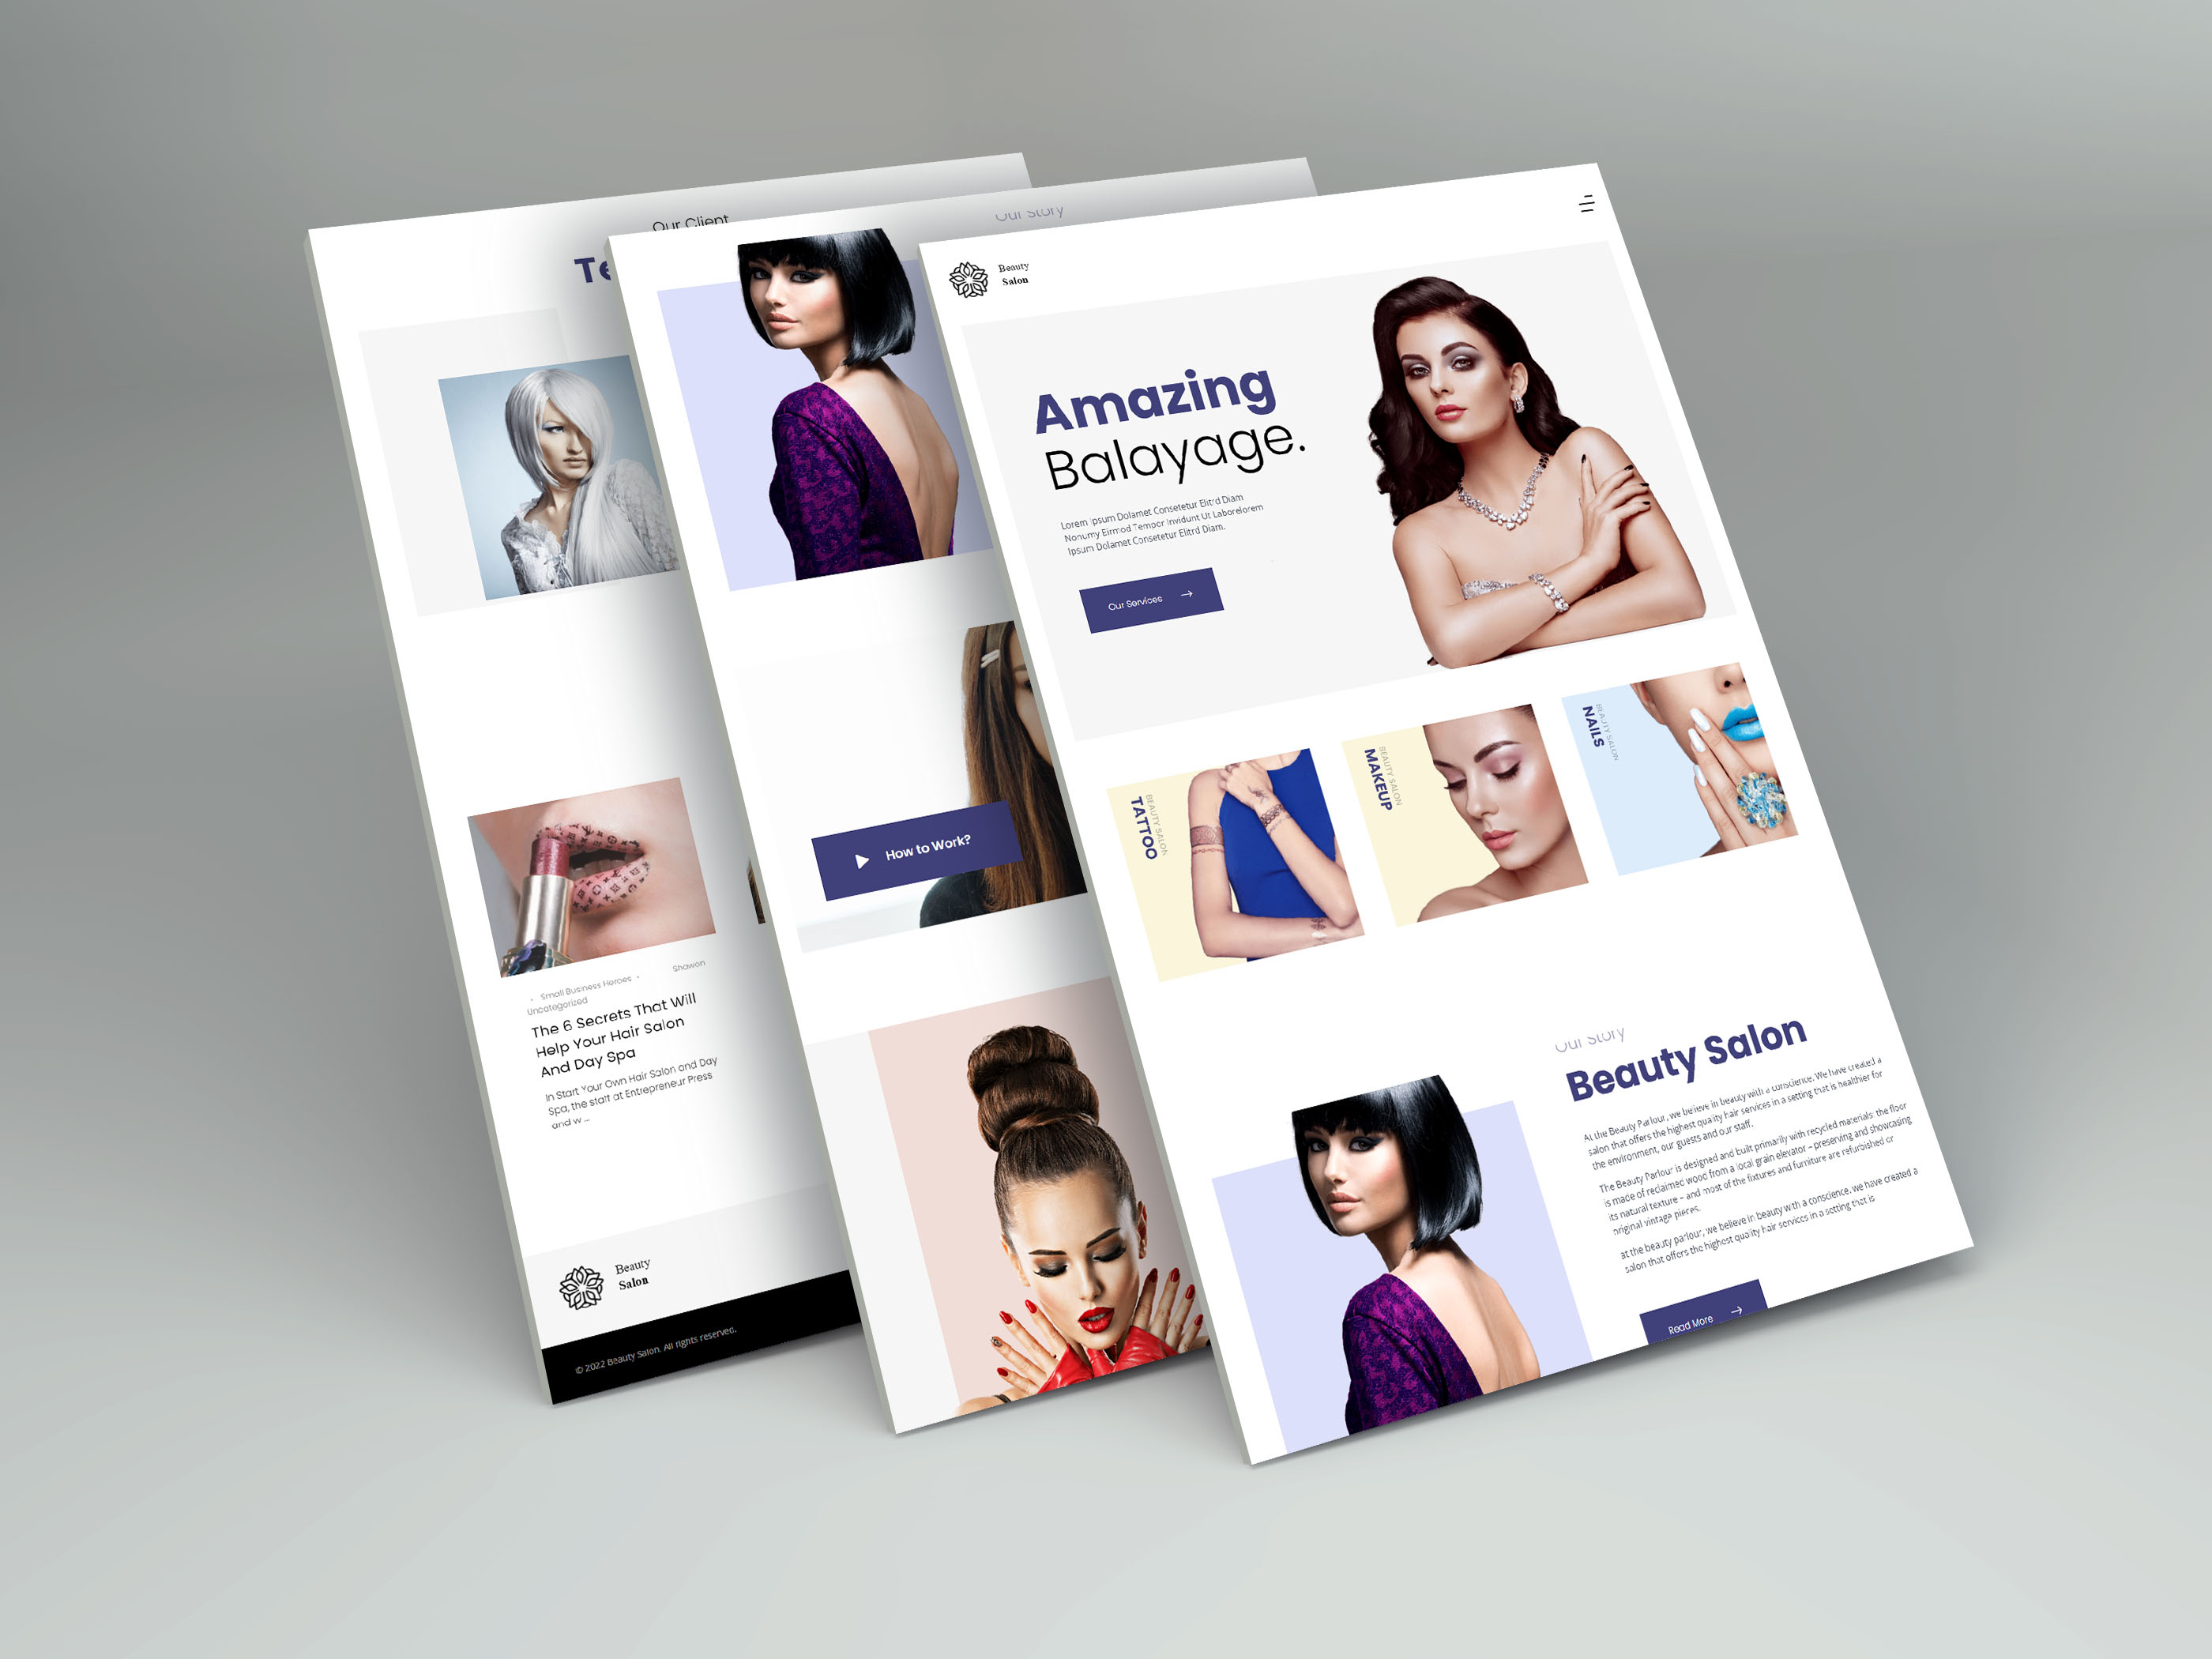 Our Client
Te
Small Business Heroes
Shawon
Uncategorized
The 6 Secrets That Will
Help Your Hair Salon
And Day Spa
In Start Your Own Hair Salon and Day
Spa, the staff at Entrepreneur Press
and w ...
Beauty
Salon
© 2022 Beauty Salon. All rights reserved.
Our Story
How to Work?
Beauty
Salon
Amazing
Balayage.
Lorem Ipsum Dolamet Consetetur Elitrd Diam
Nonumy Eirmod Tempor Invidunt Ut Laborelorem
Ipsum Dolamet Consetetur Elitrd Diam.
Our Services
BEAUTY SALON
TATTOO
BEAUTY SALON
MAKEUP
BEAUTY SALON
NAILS
Our Story
Beauty Salon
At the Beauty Parlour, we believe in beauty with a conscience. We have created a
salon that offers the highest quality hair services in a setting that is healthier for
the environment, our guests and our staff.
The Beauty Parlour is designed and built primarily with recycled materials: the floor
is made of reclaimed wood from a local grain elevator – preserving and showcasing
its natural texture – and most of the fixtures and furniture are refurbished or
original vintage pieces.
at the beauty parlour, we believe in beauty with a conscience. we have created a
salon that offers the highest quality hair services in a setting that is
Read More